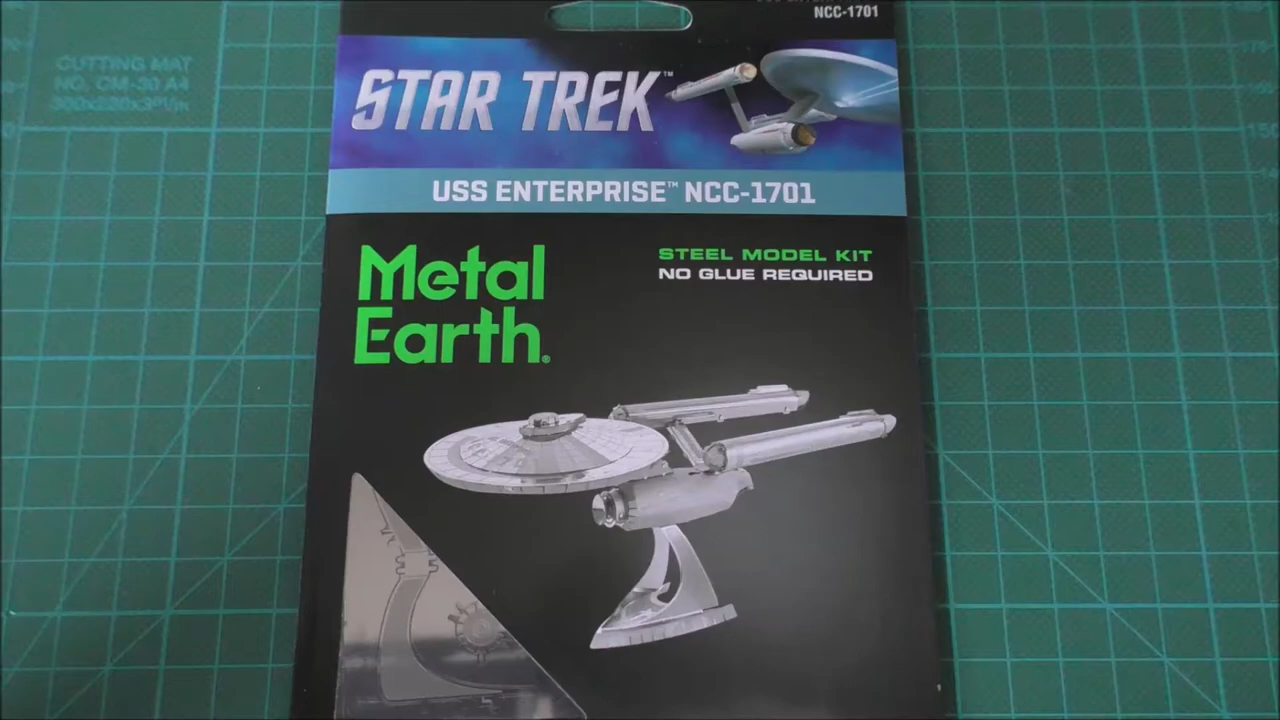 NCC-1701
CUTTING MAT
NO. CM-30 A4
STAR TREK™
USS ENTERPRISE™ NCC-1701
Metal
Earth®
STEEL MODEL KIT
NO GLUE REQUIRED